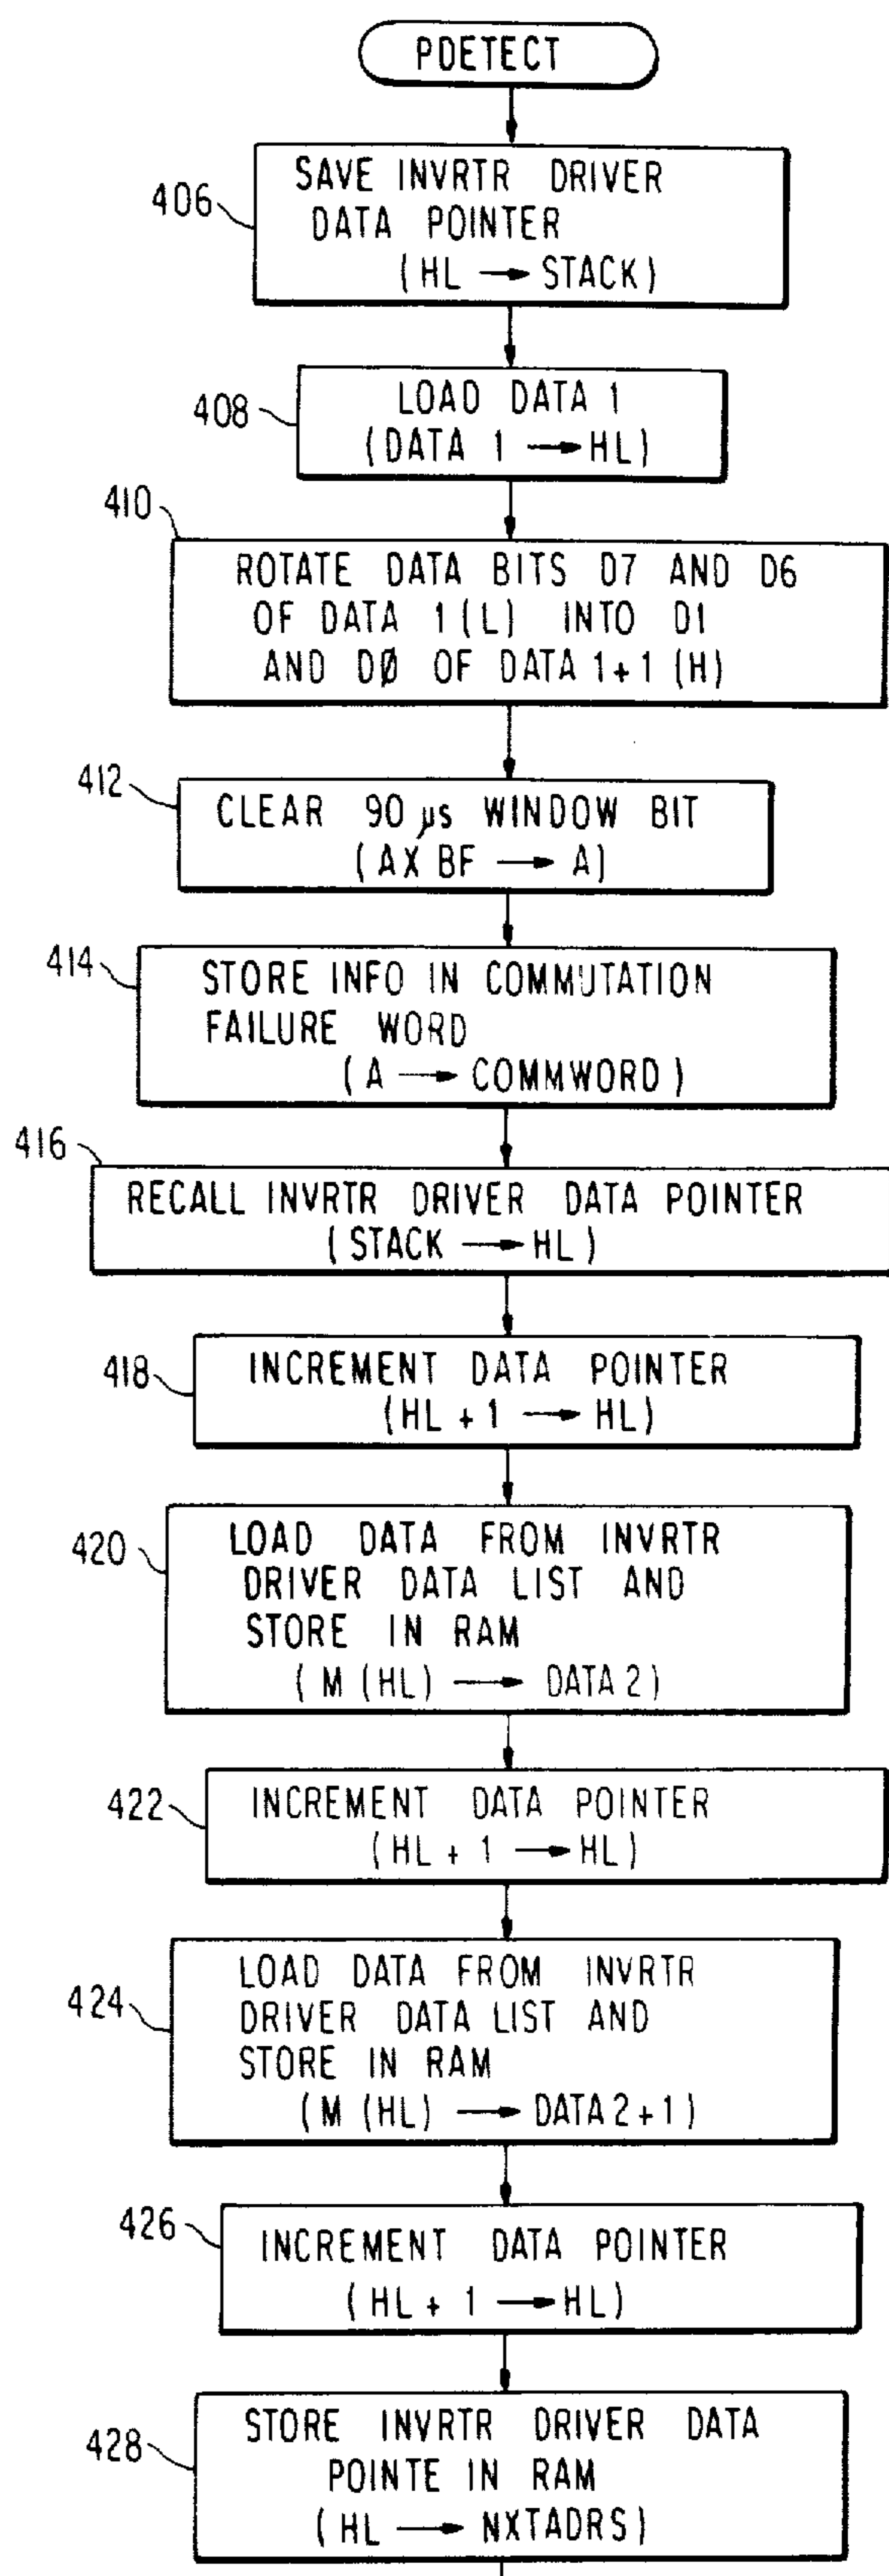 PDETECT
406
SAVE INVRTR DRIVER
DATA POINTER
(HL → STACK)
408
LOAD DATA 1
(DATA 1 → HL)
410
ROTATE DATA BITS D7 AND D6
OF DATA 1 (L) INTO D1
AND DØ OF DATA 1+1 (H)
412
CLEAR 90 µs WINDOW BIT
(AX BF → A)
414
STORE INFO IN COMMUTATION
FAILURE WORD
(A → COMMWORD)
416
RECALL INVRTR DRIVER DATA POINTER
(STACK → HL)
418
INCREMENT DATA POINTER
(HL + 1 → HL)
420
LOAD DATA FROM INVRTR
DRIVER DATA LIST AND
STORE IN RAM
(M (HL) → DATA 2)
422
INCREMENT DATA POINTER
(HL + 1 → HL)
424
LOAD DATA FROM INVRTR
DRIVER DATA LIST AND
STORE IN RAM
(M (HL) → DATA 2+1)
426
INCREMENT DATA POINTER
(HL + 1 → HL)
428
STORE INVRTR DRIVER DATA
POINTE IN RAM
(HL → NXTADRS)